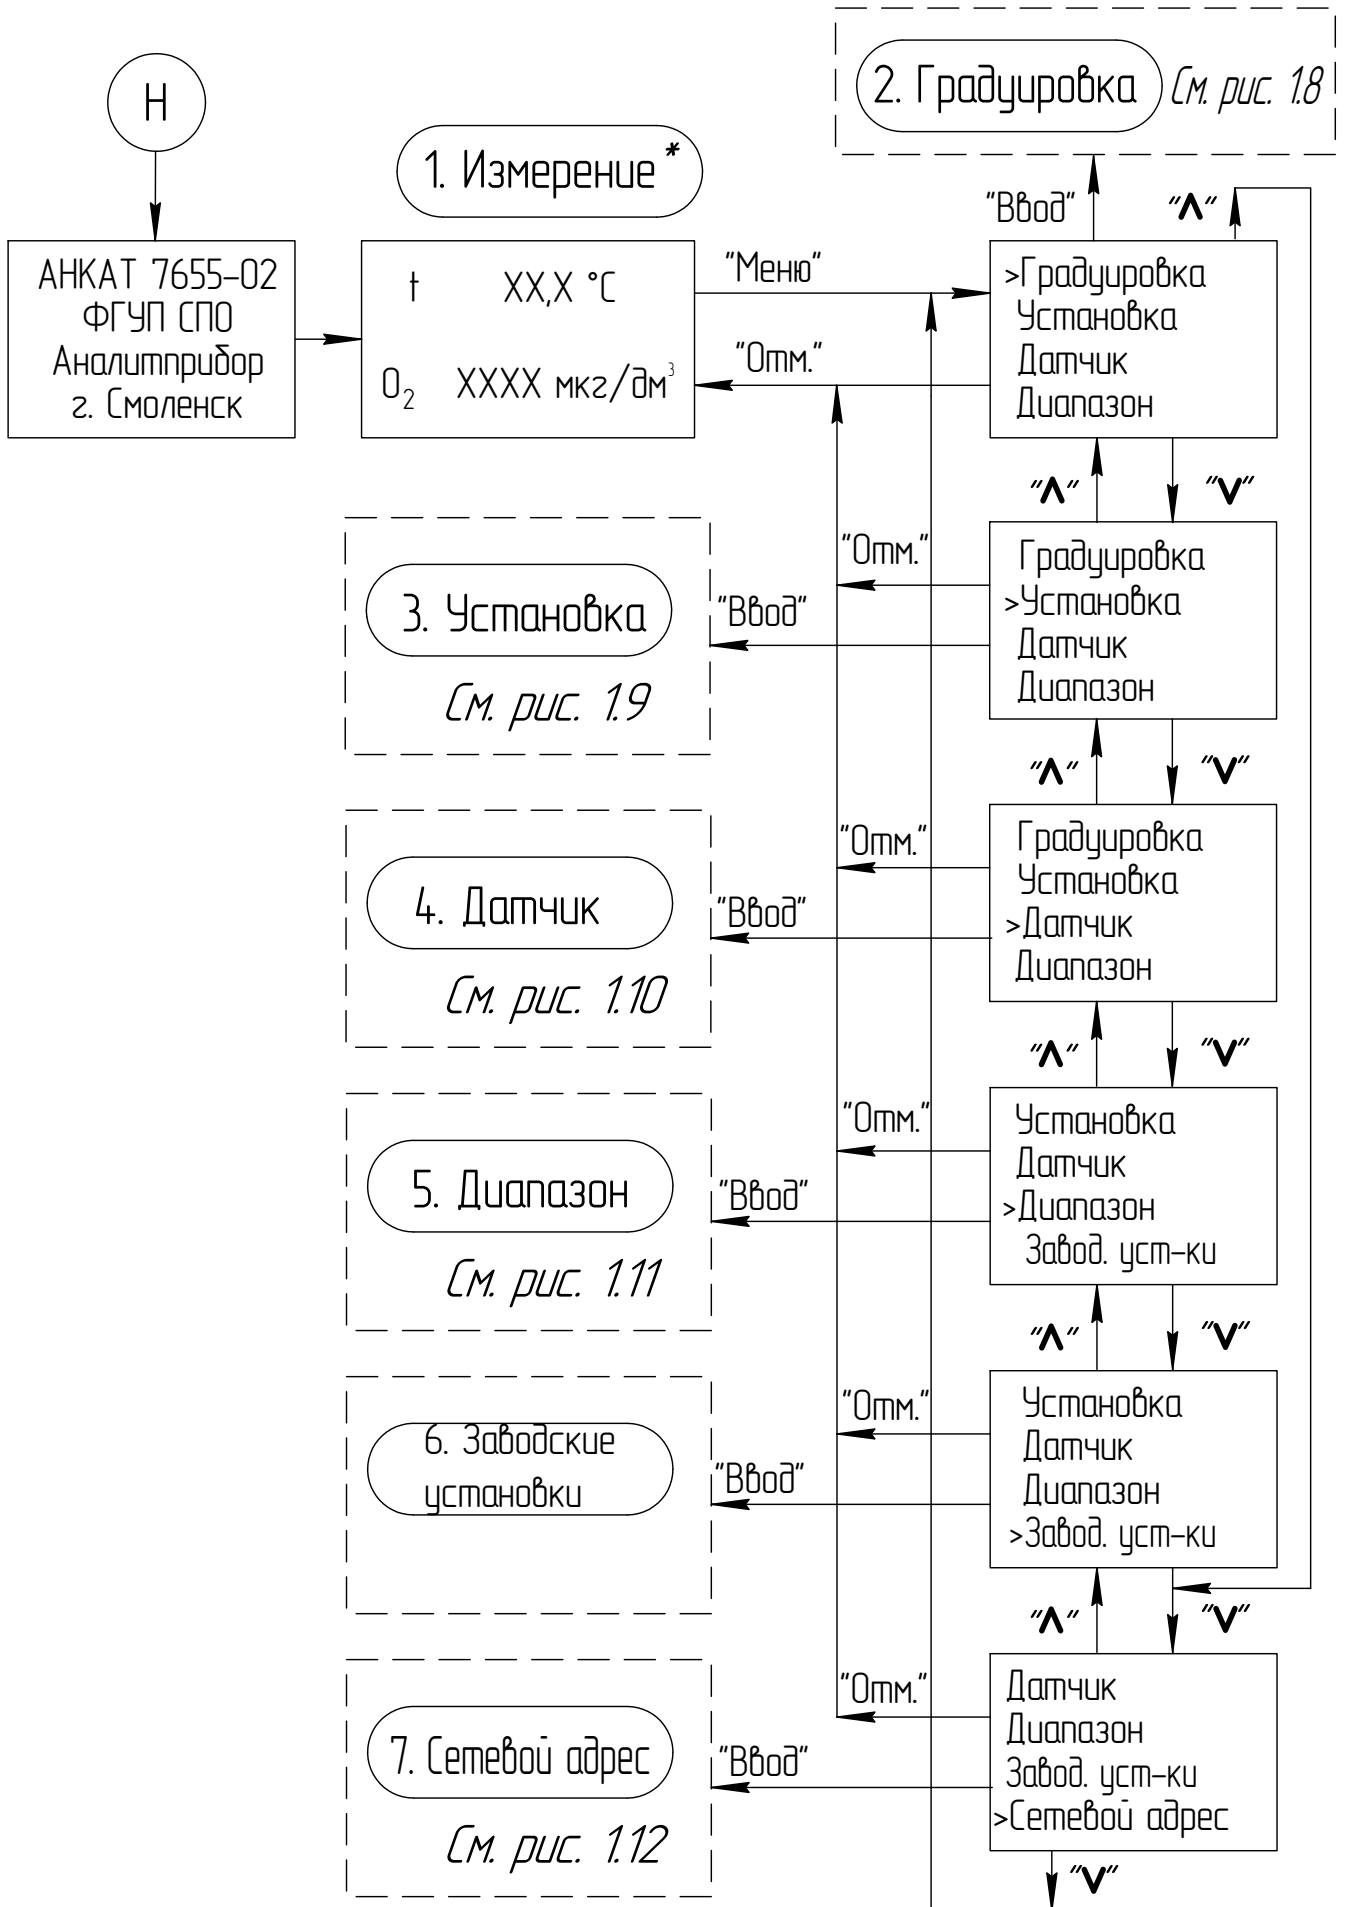 2. Градуировка
См. рис. 1.8
Н
1. Измерение*
"Ввод"
"Λ"
АНКАТ 7655-02
ФГУП СПО
Аналитприбор
г. Смоленск
t XX,X °C
O₂ XXXX мкг/дм³
"Меню"
"Отм."
>Градуировка
Установка
Датчик
Диапазон
"Λ"
"V"
3. Установка
См. рис. 1.9
"Отм."
"Ввод"
Градуировка
>Установка
Датчик
Диапазон
"Λ"
"V"
4. Датчик
См. рис. 1.10
"Отм."
"Ввод"
Градуировка
Установка
>Датчик
Диапазон
"Λ"
"V"
5. Диапазон
См. рис. 1.11
"Отм."
"Ввод"
Установка
Датчик
>Диапазон
Завод. уст-ки
"Λ"
"V"
6. Заводские
установки
"Отм."
"Ввод"
Установка
Датчик
Диапазон
>Завод. уст-ки
"Λ"
"V"
7. Сетевой адрес
См. рис. 1.12
"Отм."
"Ввод"
Датчик
Диапазон
Завод. уст-ки
>Сетевой адрес
"V"